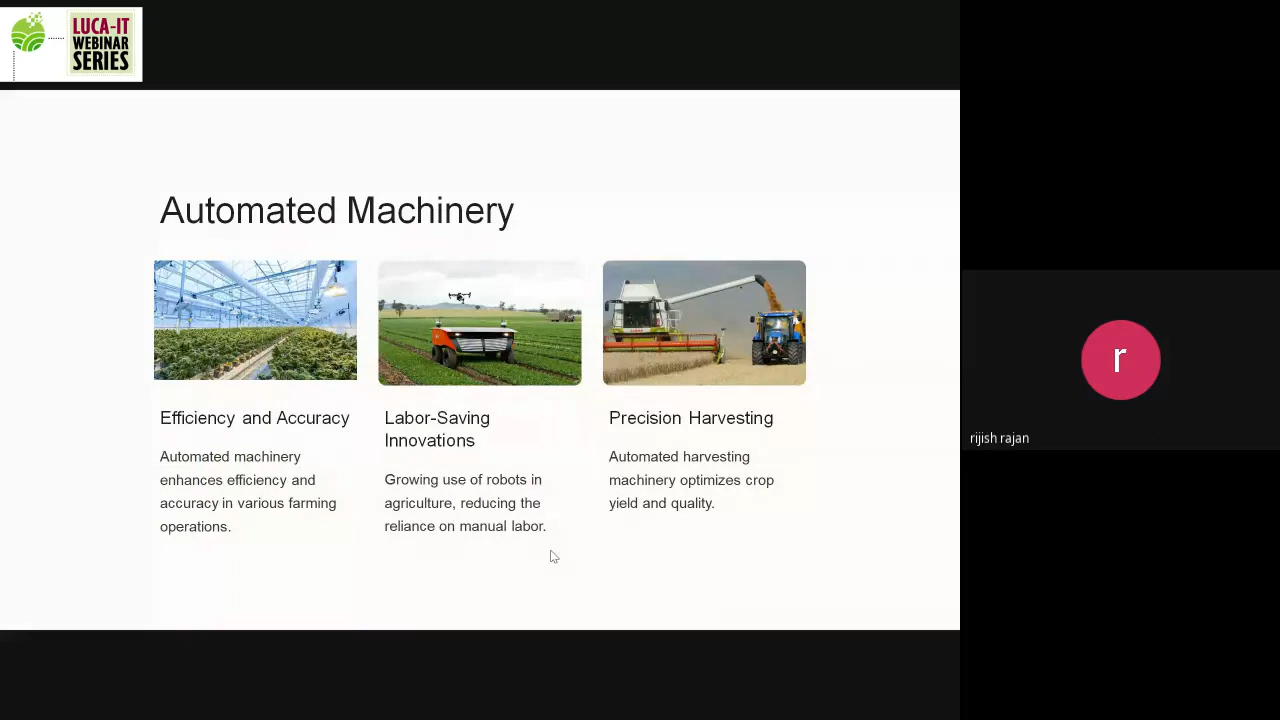 LUCA-IT
WEBINAR
SERIES
Automated Machinery
Efficiency and Accuracy
Automated machinery
enhances efficiency and
accuracy in various farming
operations.
Labor-Saving
Innovations
Growing use of robots in
agriculture, reducing the
reliance on manual labor.
Precision Harvesting
Automated harvesting
machinery optimizes crop
yield and quality.
r
rijish rajan